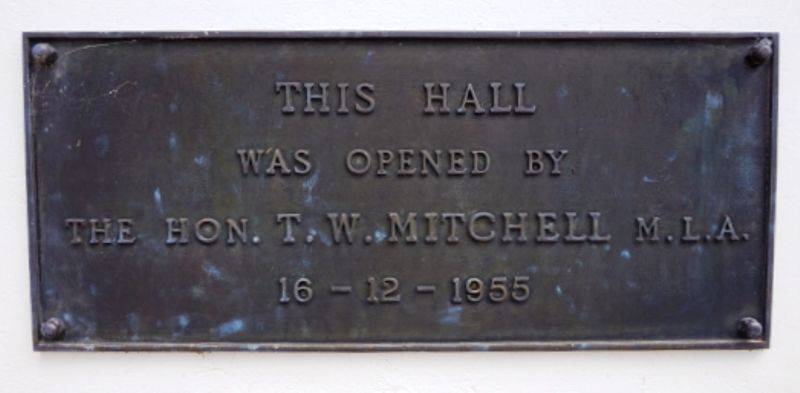 THIS HALL
WAS OPENED BY
THE HON. T. W. MITCHELL M.L.A.
16 - 12 - 1955